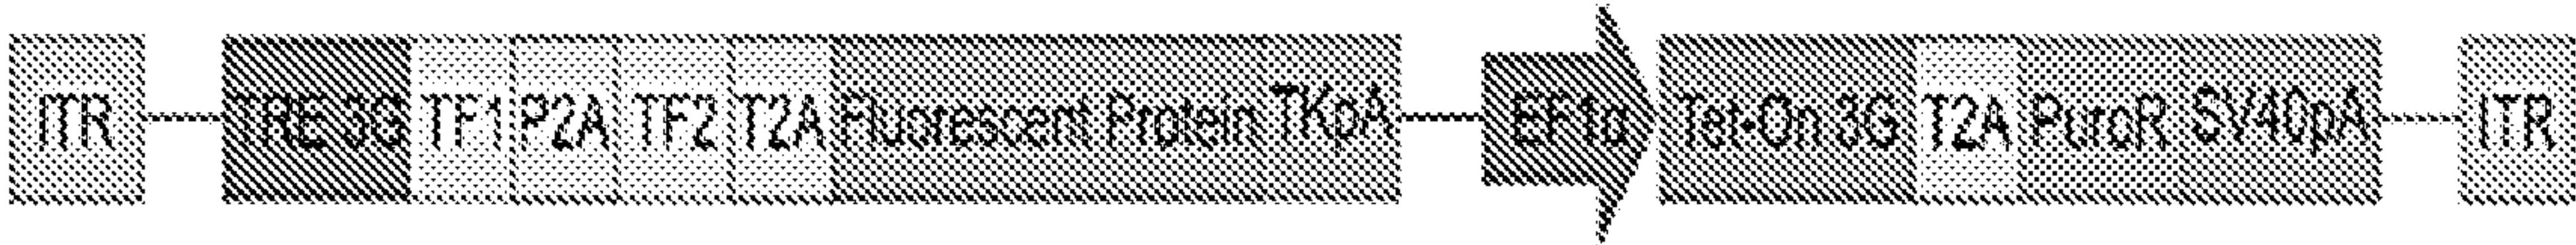 ITR TRE 3G TF1 P2A TF2 T2A Fluorescent Protein TKpA EF1α Tet-On 3G T2A PuroR SV40pA ITR